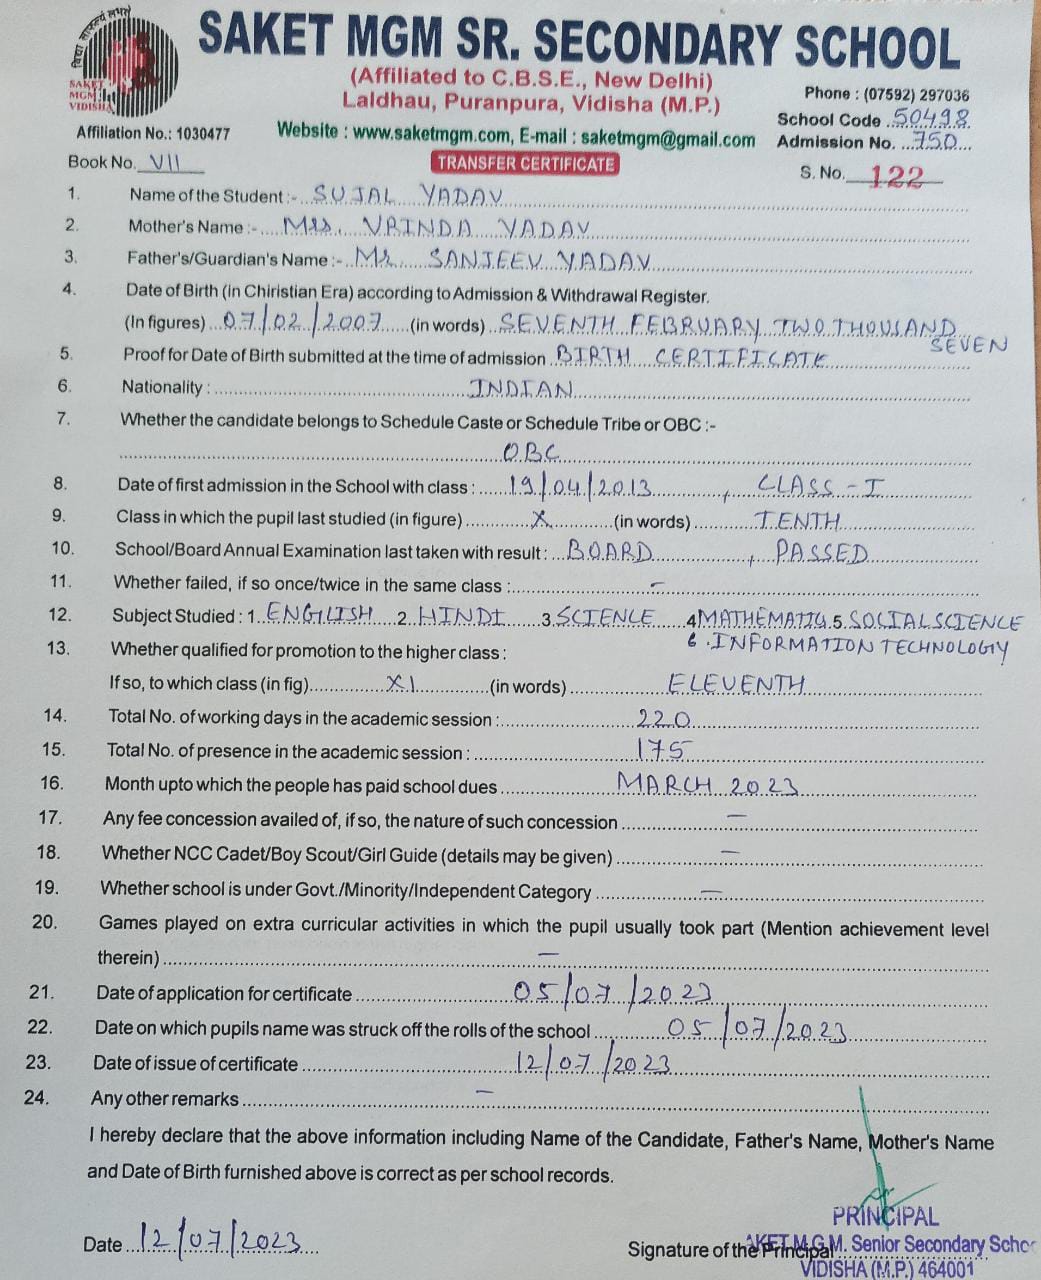 विद्या सा स्वयं लभते
SAKET
MGM
VIDISHA
SAKET MGM SR. SECONDARY SCHOOL
(Affiliated to C.B.S.E., New Delhi)
Laldhau, Puranpura, Vidisha (M.P.)
Phone : (07592) 297036
School Code 50498
Affiliation No.: 1030477
Website : www.saketmgm.com, E-mail : saketmgm@gmail.com
Admission No. 750
Book No. VII
TRANSFER CERTIFICATE
S. No. 122
1. Name of the Student :- SUJAL YADAV
2. Mother's Name :- Mrs. VRINDA YADAV
3. Father's/Guardian's Name :- Mr. SANJEEV YADAV
4. Date of Birth (in Chiristian Era) according to Admission & Withdrawal Register.
(In figures) 07/02/2007 (in words) SEVENTH FEBRUARY TWO THOUSAND
SEVEN
5. Proof for Date of Birth submitted at the time of admission BIRTH CERTIFICATE
6. Nationality : INDIAN
7. Whether the candidate belongs to Schedule Caste or Schedule Tribe or OBC :-
OBC
8. Date of first admission in the School with class : 19/04/2013, CLASS - I
9. Class in which the pupil last studied (in figure) X (in words) TENTH
10. School/Board Annual Examination last taken with result : BOARD, PASSED
11. Whether failed, if so once/twice in the same class : -
12. Subject Studied : 1. ENGLISH 2. HINDI 3. SCIENCE 4 MATHEMATICS 5. SOCIAL SCIENCE
6. INFORMATION TECHNOLOGY
13. Whether qualified for promotion to the higher class :
If so, to which class (in fig) XI (in words) ELEVENTH
14. Total No. of working days in the academic session : 220
15. Total No. of presence in the academic session : 175
16. Month upto which the people has paid school dues MARCH 2023
17. Any fee concession availed of, if so, the nature of such concession -
18. Whether NCC Cadet/Boy Scout/Girl Guide (details may be given) -
19. Whether school is under Govt./Minority/Independent Category -
20. Games played on extra curricular activities in which the pupil usually took part (Mention achievement level
therein) -
21. Date of application for certificate 05/07/2023
22. Date on which pupils name was struck off the rolls of the school 05/07/2023
23. Date of issue of certificate 12/07/2023
24. Any other remarks -
I hereby declare that the above information including Name of the Candidate, Father's Name, Mother's Name
and Date of Birth furnished above is correct as per school records.
PRINCIPAL
Date 12/07/2023
Signature of the Principal
SAKET M.G.M. Senior Secondary Schoo
VIDISHA (M.P.) 464001